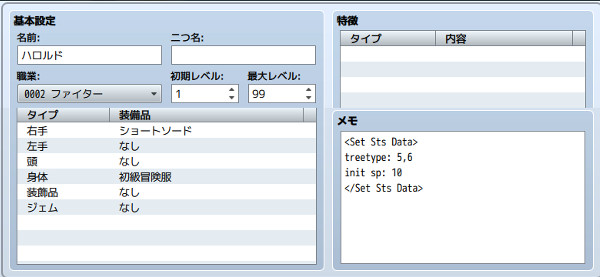 基本設定
名前:
二つ名:
ハロルド
職業:
初期レベル:
最大レベル:
0002 ファイター
1
99
タイプ 装備品
右手 ショートソード
左手 なし
頭 なし
身体 初級冒険服
装飾品 なし
ジェム なし
特徴
タイプ 内容
メモ
<Set Sts Data>
treetype: 5,6
init sp: 10
</Set Sts Data>